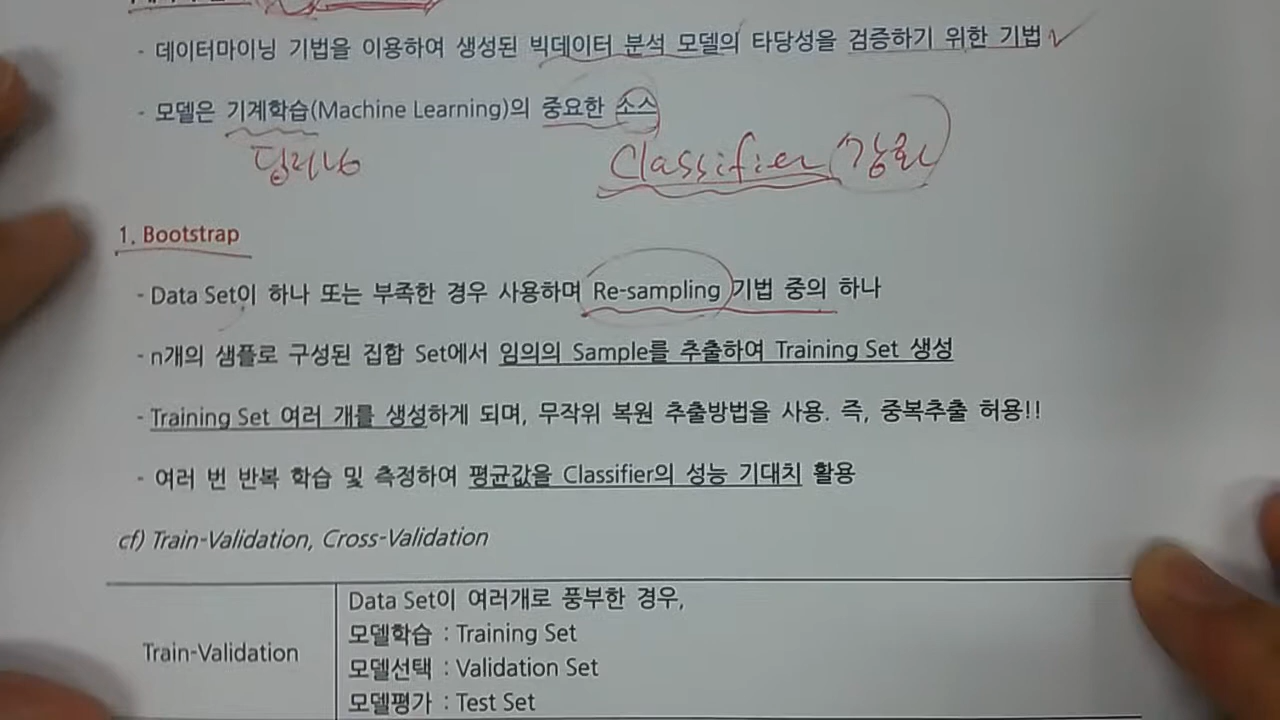 - 데이터마이닝 기법을 이용하여 생성된 빅데이터 분석 모델의 타당성을 검증하기 위한 기법
- 모델은 기계학습(Machine Learning)의 중요한 소스
딥러닝 Classifier 강화
1. Bootstrap
- Data Set이 하나 또는 부족한 경우 사용하며 Re-sampling 기법 중의 하나
- n개의 샘플로 구성된 집합 Set에서 임의의 Sample를 추출하여 Training Set 생성
- Training Set 여러 개를 생성하게 되며, 무작위 복원 추출방법을 사용. 즉, 중복추출 허용!!
- 여러 번 반복 학습 및 측정하여 평균값을 Classifier의 성능 기대치 활용
cf) Train-Validation, Cross-Validation
Train-Validation
Data Set이 여러개로 풍부한 경우,
모델학습 : Training Set
모델선택 : Validation Set
모델평가 : Test Set